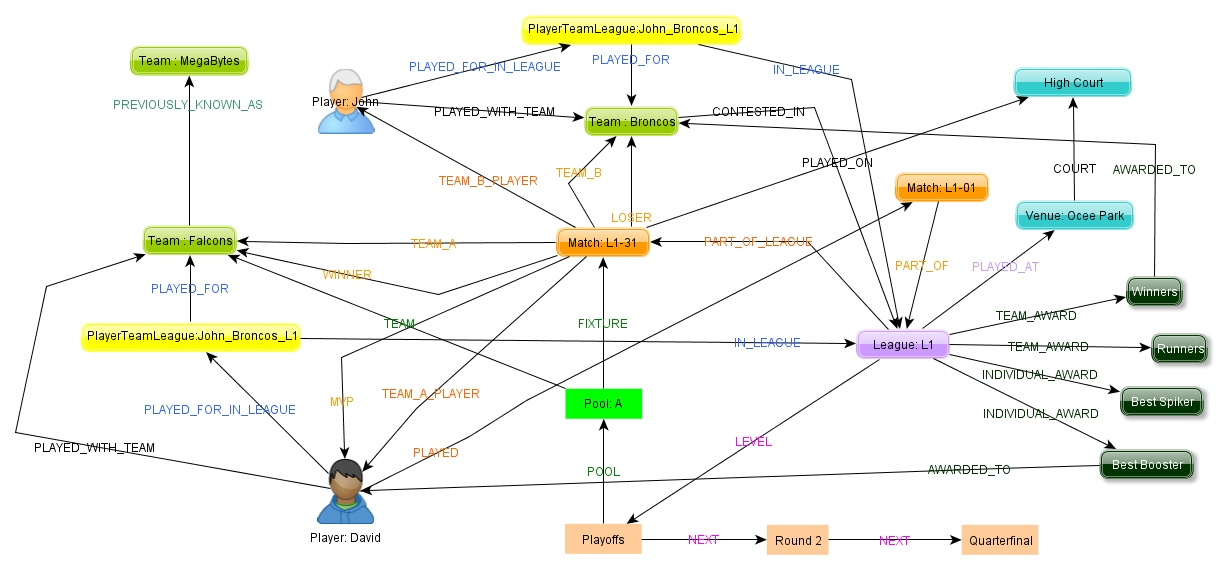 PlayerTeamLeague:John_Broncos_L1
Team : MegaBytes
PLAYED_FOR_IN_LEAGUE
PLAYED_FOR
IN_LEAGUE
High Court
PREVIOUSLY_KNOWN_AS
Player: John
PLAYED_WITH_TEAM
Team : Broncos
CONTESTED_IN
PLAYED_ON
COURT
AWARDED_TO
TEAM_B
TEAM_B_PLAYER
Match: L1-01
LOSER
Venue: Ocee Park
Team : Falcons
TEAM_A
Match: L1-31
PART_OF_LEAGUE
PART_OF
PLAYED_AT
WINNER
PLAYED_FOR
Winners
TEAM
FIXTURE
TEAM_AWARD
PlayerTeamLeague:John_Broncos_L1
IN_LEAGUE
League: L1
TEAM_AWARD
Runners
INDIVIDUAL_AWARD
TEAM_A_PLAYER
MVP
Pool: A
Best Spiker
PLAYED_FOR_IN_LEAGUE
INDIVIDUAL_AWARD
LEVEL
PLAYED_WITH_TEAM
PLAYED
POOL
AWARDED_TO
Best Booster
Player: David
Playoffs
NEXT
Round 2
NEXT
Quarterfinal